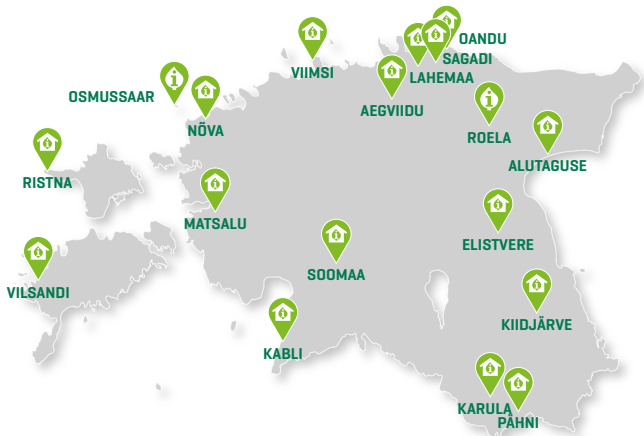 OANDU
SAGADI
LAHEMAA
VIIMSI
OSMUSSAAR
AEGVIIDU
NÕVA
ROELA
ALUTAGUSE
RISTNA
MATSALU
ELISTVERE
SOOMAA
VILSANDI
KIIDJÄRVE
KABLI
KARULA
PÄHNI